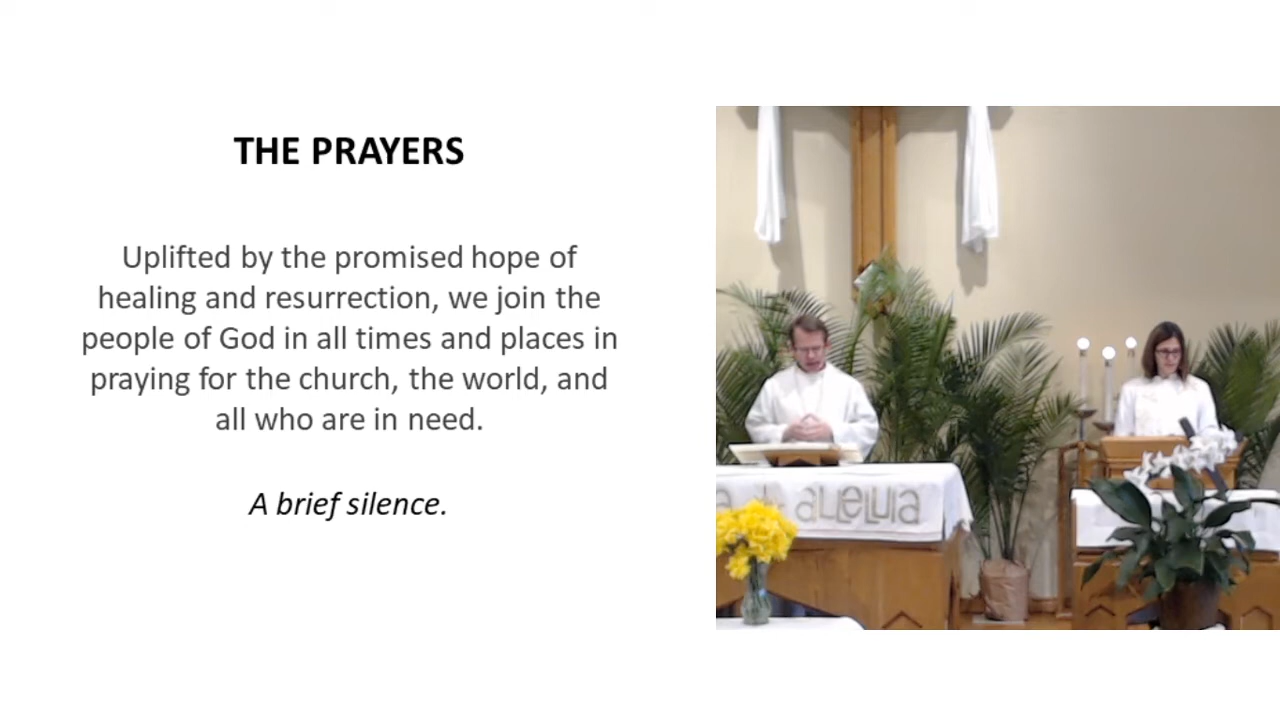 THE PRAYERS
Uplifted by the promised hope of
healing and resurrection, we join the
people of God in all times and places in
praying for the church, the world, and
all who are in need.
A brief silence.
aLLeLuia